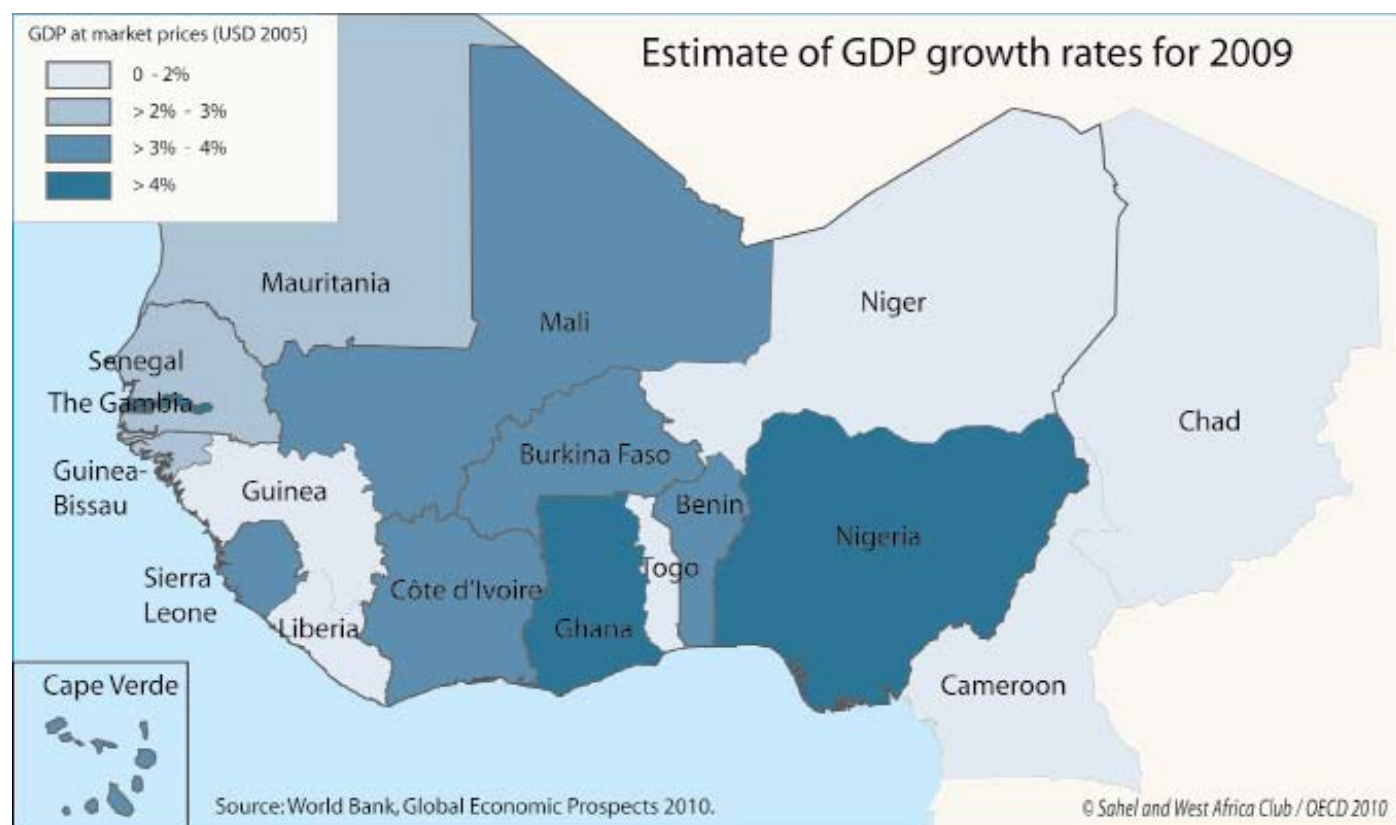 GDP at market prices (USD 2005)
0 - 2%
> 2% - 3%
> 3% - 4%
> 4%
Estimate of GDP growth rates for 2009
Mauritania
Mali
Niger
Chad
Senegal
The Gambia
Guinea-
Bissau
Guinea
Burkina Faso
Benin
Nigeria
Togo
Sierra
Leone
Côte d'Ivoire
Ghana
Liberia
Cameroon
Cape Verde
Source: World Bank, Global Economic Prospects 2010.
© Sahel and West Africa Club / OECD 2010